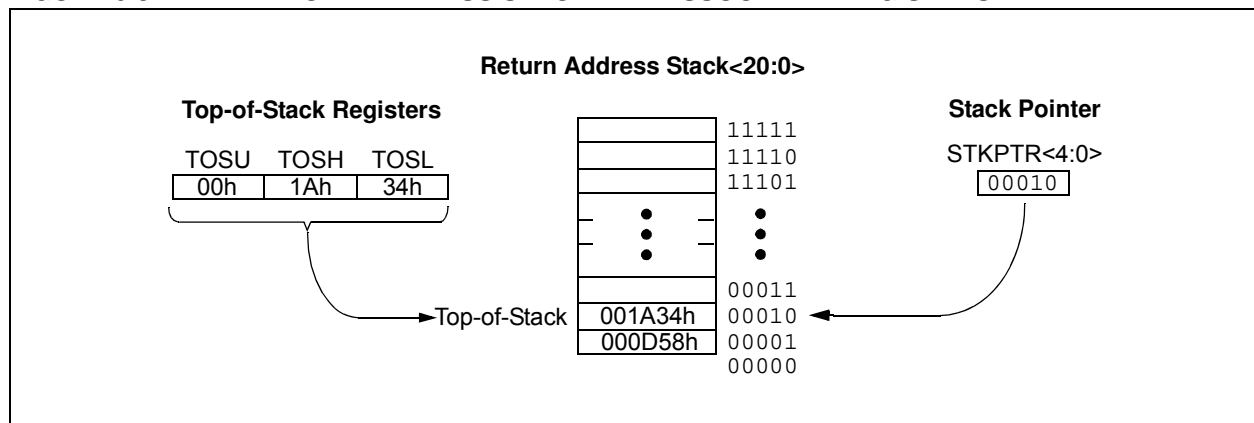 Return Address Stack<20:0>
Top-of-Stack Registers
Stack Pointer
TOSU TOSH TOSL
STKPTR<4:0>
00h 1Ah 34h
00010
11111
11110
11101
00011
Top-of-Stack 001A34h 00010
000D58h 00001
00000